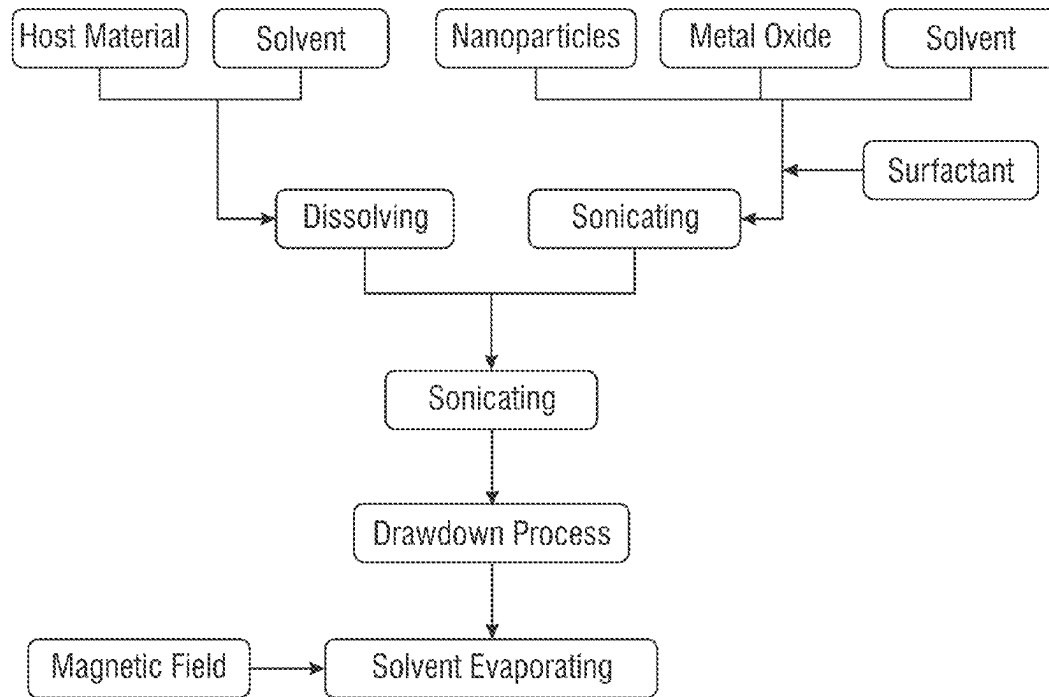 Host Material
Solvent
Nanoparticles
Metal Oxide
Solvent
Surfactant
Dissolving
Sonicating
Sonicating
Drawdown Process
Magnetic Field
Solvent Evaporating